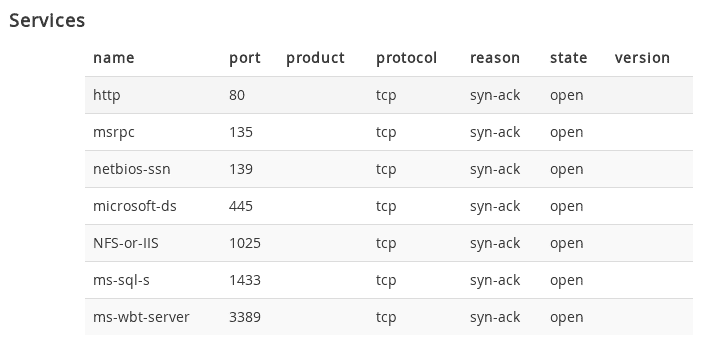 Services
name port product protocol reason state version
http 80 tcp syn-ack open
msrpc 135 tcp syn-ack open
netbios-ssn 139 tcp syn-ack open
microsoft-ds 445 tcp syn-ack open
NFS-or-IIS 1025 tcp syn-ack open
ms-sql-s 1433 tcp syn-ack open
ms-wbt-server 3389 tcp syn-ack open